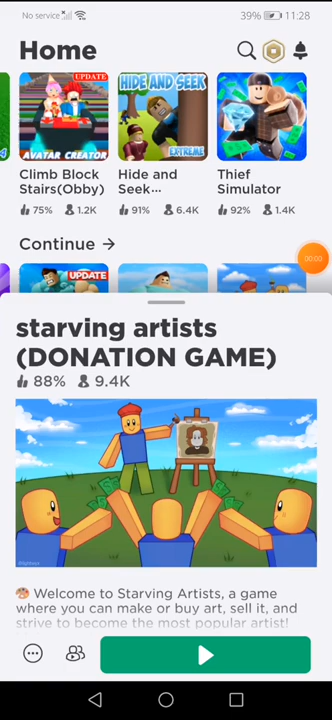 No service 39% 11:28
Home
UPDATE
AVATAR CREATOR
HIDE AND SEEK
EXTREME
Climb Block Stairs(Obby)
Hide and Seek...
Thief Simulator
75% 1.2K
91% 6.4K
92% 1.4K
Continue →
00:00
UPDATE
starving artists
(DONATION GAME)
88% 9.4K
🎨 Welcome to Starving Artists, a game
where you can make or buy art, sell it, and
strive to become the most popular artist!